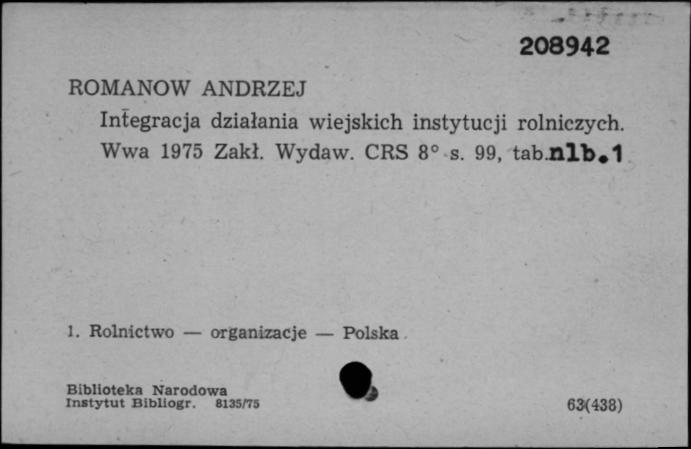 208942
ROMANOW ANDRZEJ
Integracja działania wiejskich instytucji rolniczych.
Wwa 1975 Zakł. Wydaw. CRS 8° s. 99, tab.nlb.1
1. Rolnictwo — organizacje — Polska
Biblioteka Narodowa
Instytut Bibliogr. 8135/75
63(438)